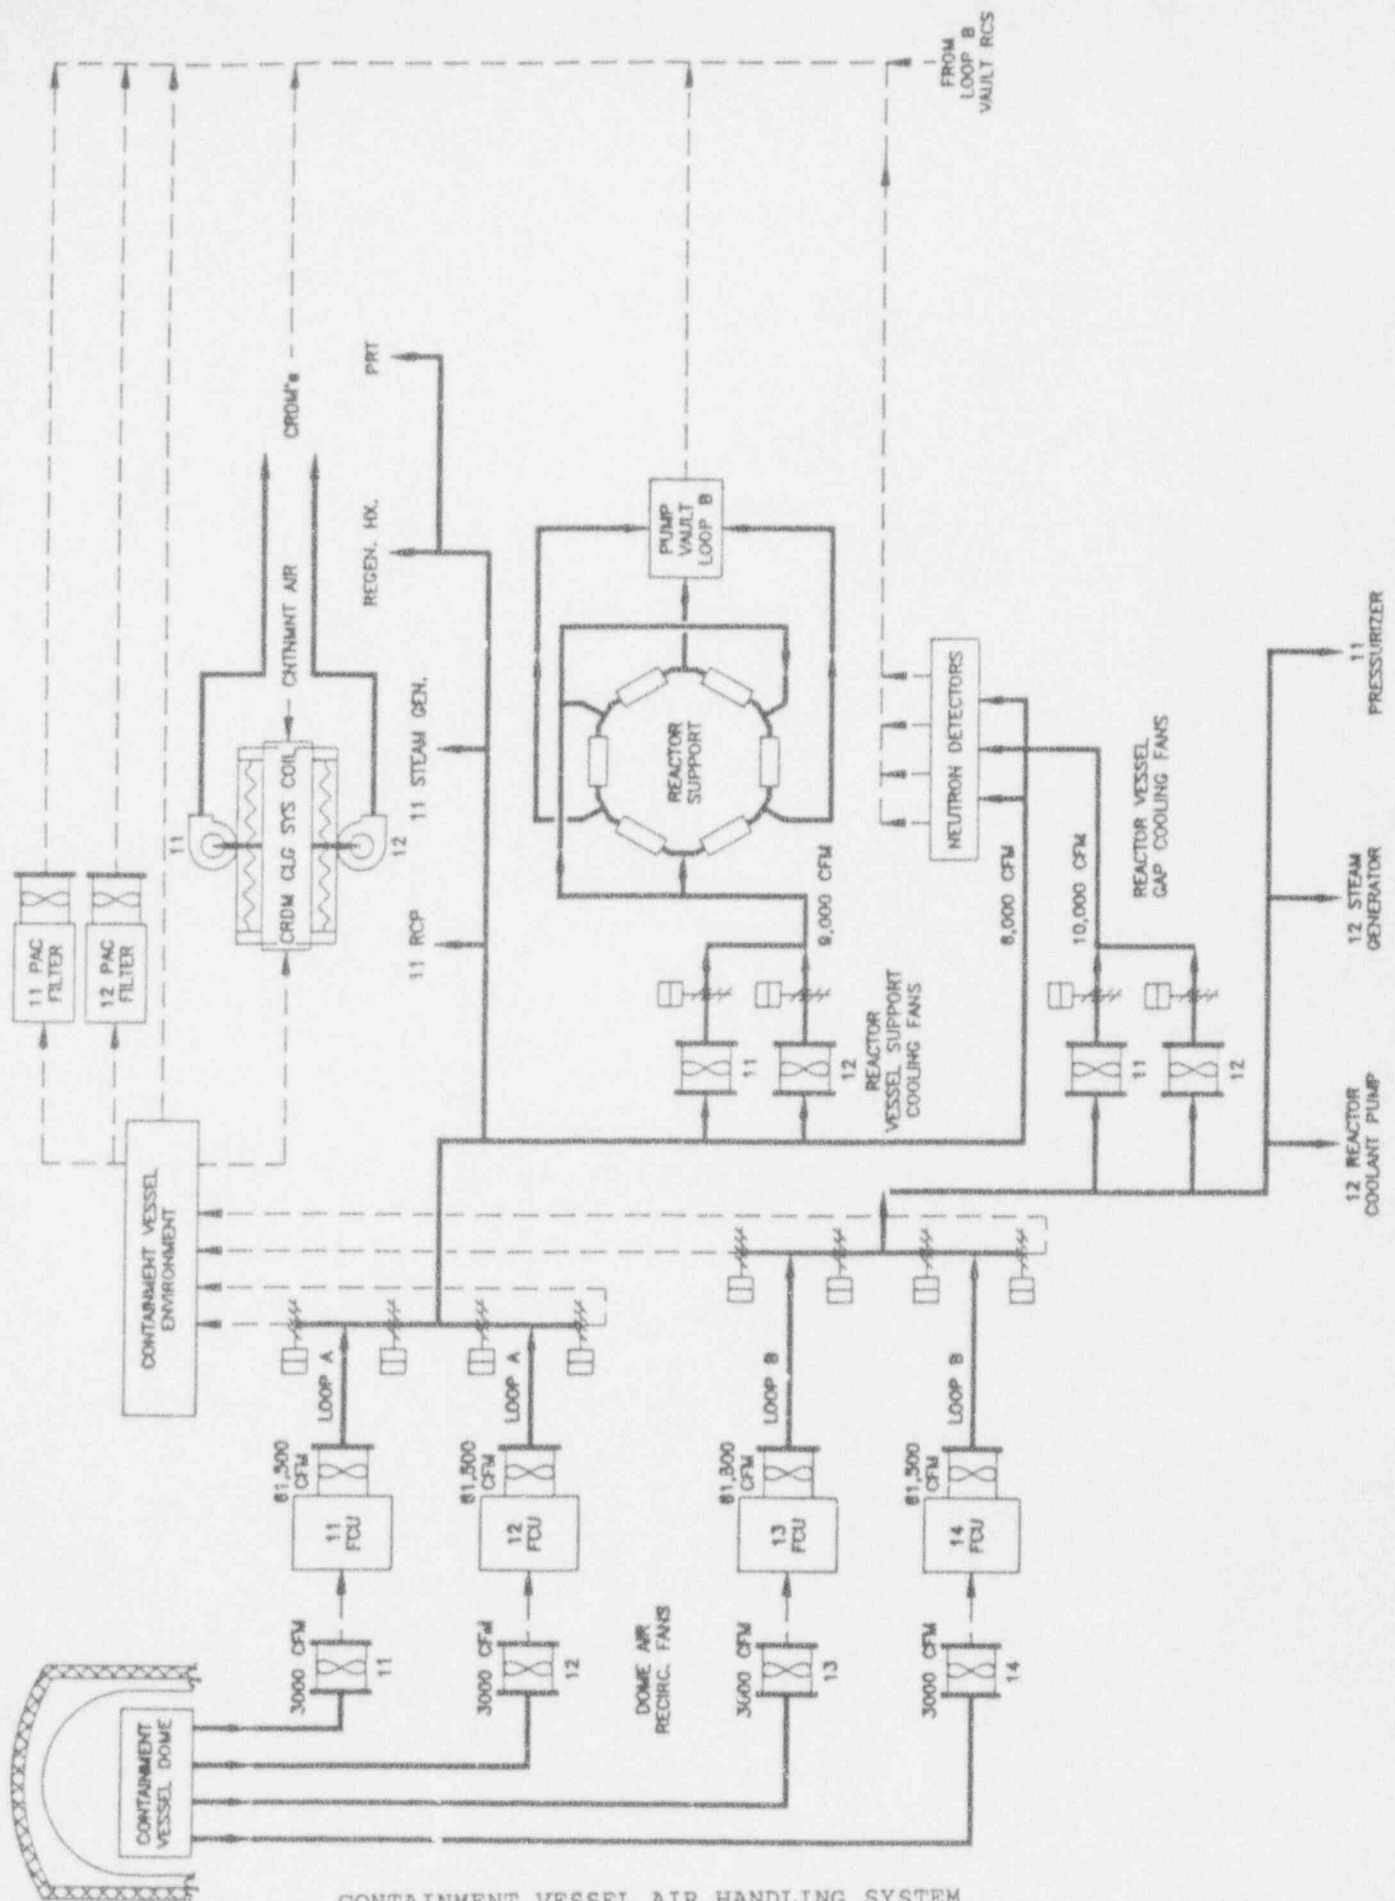 FROM
LOOP B
VAULT RCS
11 PAC
FILTER
12 PAC
FILTER
11
12
CRDM CLG SYS COIL
CNTNMNT AIR
CRDM's
CONTAINMENT VESSEL
ENVIRONMENT
11 RCP
11 STEAM GEN.
REGEN. HX.
PRT
REACTOR
SUPPORT
PUMP
VAULT
LOOP B
9,000 CFM
11
12
REACTOR
VESSEL SUPPORT
COOLING FANS
NEUTRON DETECTORS
8,000 CFM
10,000 CFM
11
12
REACTOR VESSEL
GAP COOLING FANS
12 REACTOR
COOLANT PUMP
12 STEAM
GENERATOR
11
PRESSURIZER
CONTAINMENT
VESSEL DOME
3000 CFM
11
11
FCU
61,500
CFM
LOOP A
3000 CFM
12
12
FCU
61,500
CFM
LOOP A
DOME AIR
RECIRC. FANS
3000 CFM
13
13
FCU
61,500
CFM
LOOP B
3000 CFM
14
14
FCU
61,500
CFM
LOOP B
CONTAINMENT VESSEL AIR HANDLING SYSTEM